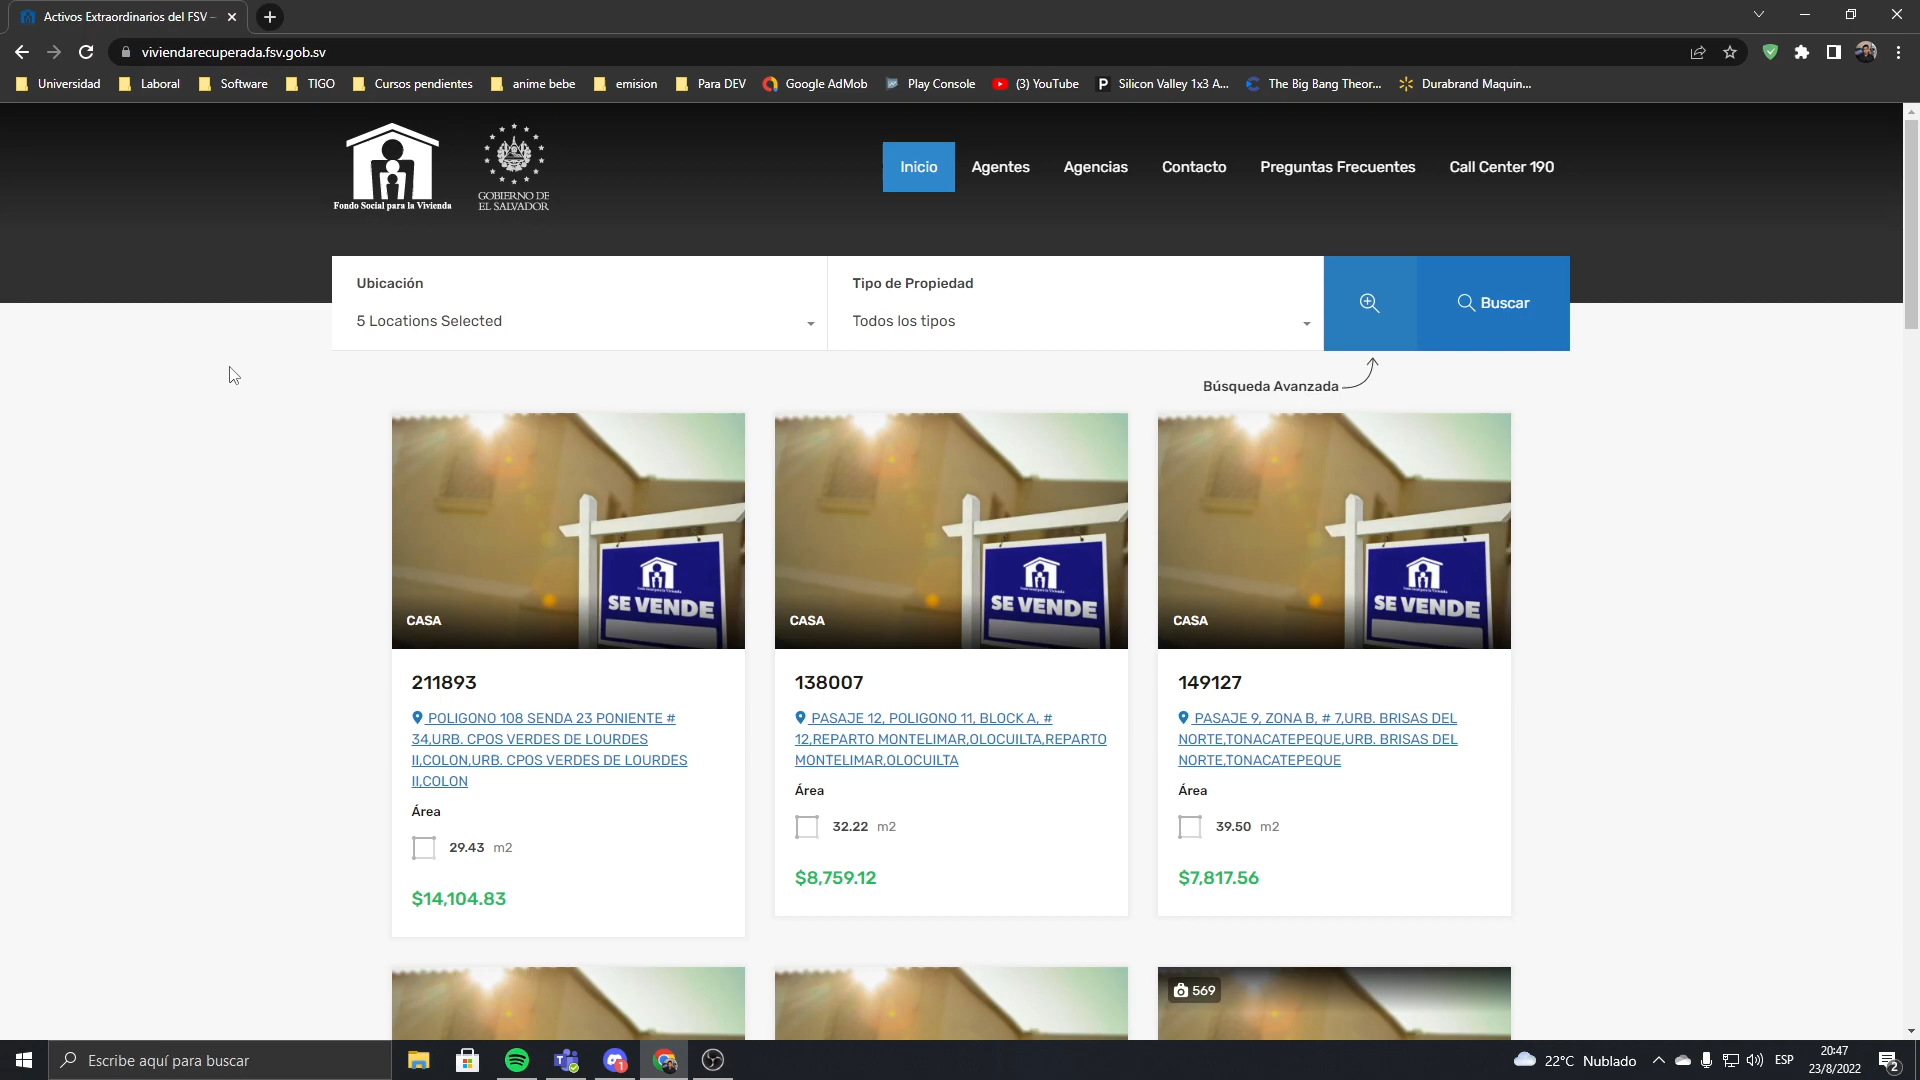 Activos Extraordinarios del FSV –
viviendarecuperada.fsv.gob.sv
Universidad
Laboral
Software
TIGO
Cursos pendientes
anime bebe
emision
Para DEV
Google AdMob
Play Console
(3) YouTube
Silicon Valley 1x3 A...
The Big Bang Theor...
Durabrand Maquin...
Fondo Social para la Vivienda
GOBIERNO DE
EL SALVADOR
Inicio
Agentes
Agencias
Contacto
Preguntas Frecuentes
Call Center 190
Ubicación
5 Locations Selected
Tipo de Propiedad
Todos los tipos
Buscar
Búsqueda Avanzada
SE VENDE
CASA
SE VENDE
CASA
SE VENDE
CASA
211893
POLIGONO 108 SENDA 23 PONIENTE #
34,URB. CPOS VERDES DE LOURDES
II,COLON,URB. CPOS VERDES DE LOURDES
II,COLON
Área
29.43 m2
$14,104.83
138007
PASAJE 12, POLIGONO 11, BLOCK A, #
12,REPARTO MONTELIMAR,OLOCUILTA,REPARTO
MONTELIMAR,OLOCUILTA
Área
32.22 m2
$8,759.12
149127
PASAJE 9, ZONA B, # 7,URB. BRISAS DEL
NORTE,TONACATEPEQUE,URB. BRISAS DEL
NORTE,TONACATEPEQUE
Área
39.50 m2
$7,817.56
569
Escribe aquí para buscar
1
22°C Nublado
ESP
20:47
23/8/2022
2